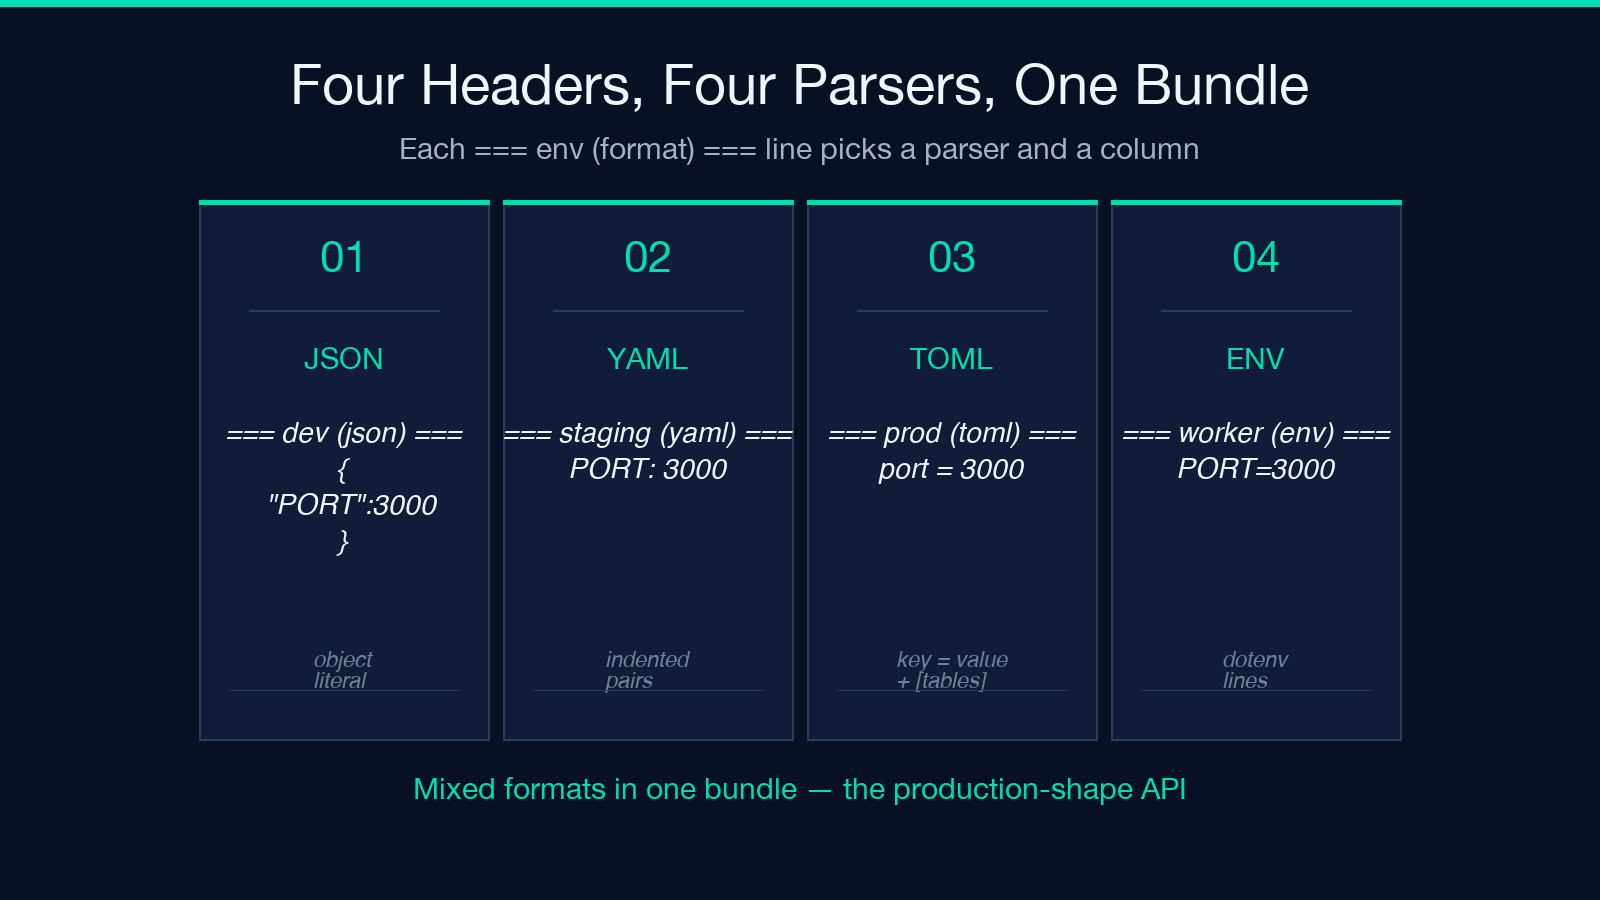 Four Headers, Four Parsers, One Bundle
Each === env (format) === line picks a parser and a column
01
JSON
=== dev (json) ===
{
"PORT":3000
}
object
literal
02
YAML
=== staging (yaml) ===
PORT: 3000
indented
pairs
03
TOML
=== prod (toml) ===
port = 3000
key = value
+ [tables]
04
ENV
=== worker (env) ===
PORT=3000
dotenv
lines
Mixed formats in one bundle — the production-shape API